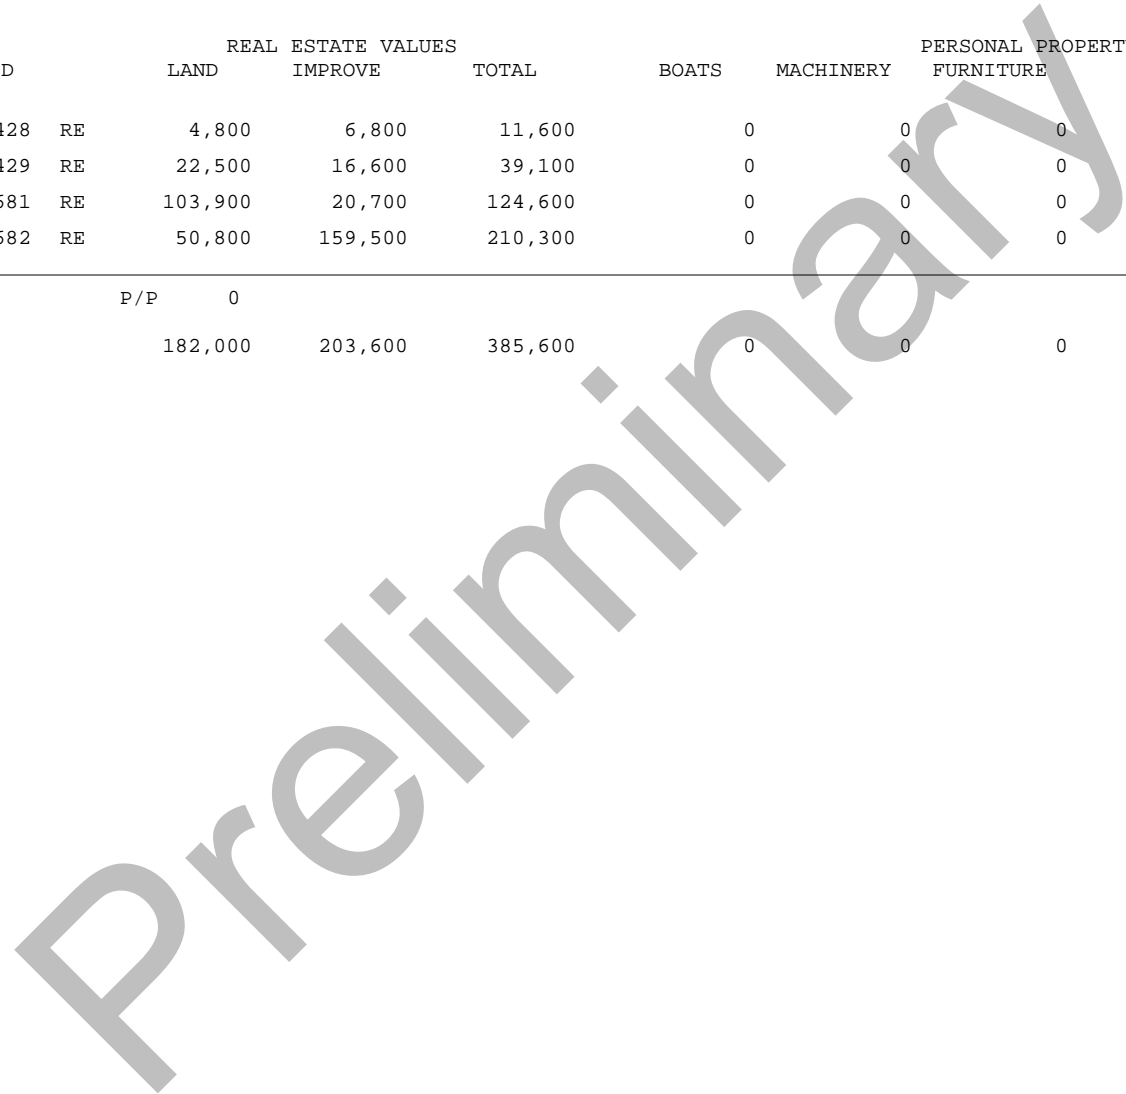 REAL ESTATE VALUES PERSONAL PROPERT
D LAND IMPROVE TOTAL BOATS MACHINERY FURNITURE
428 RE 4,800 6,800 11,600 0 0 0
429 RE 22,500 16,600 39,100 0 0 0
581 RE 103,900 20,700 124,600 0 0 0
582 RE 50,800 159,500 210,300 0 0 0
P/P 0
182,000 203,600 385,600 0 0 0
Preliminary